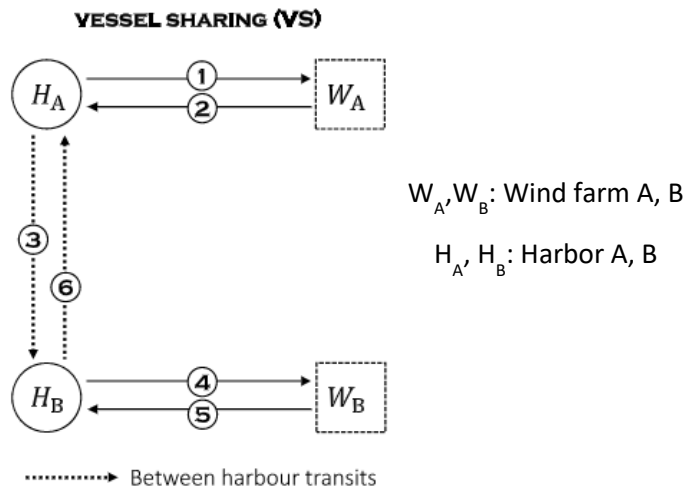 VESSEL SHARING (VS)
H_A
1
W_A
2
3
6
H_B
4
W_B
5
W_A,W_B: Wind farm A, B
H_A, H_B: Harbor A, B
Between harbour transits